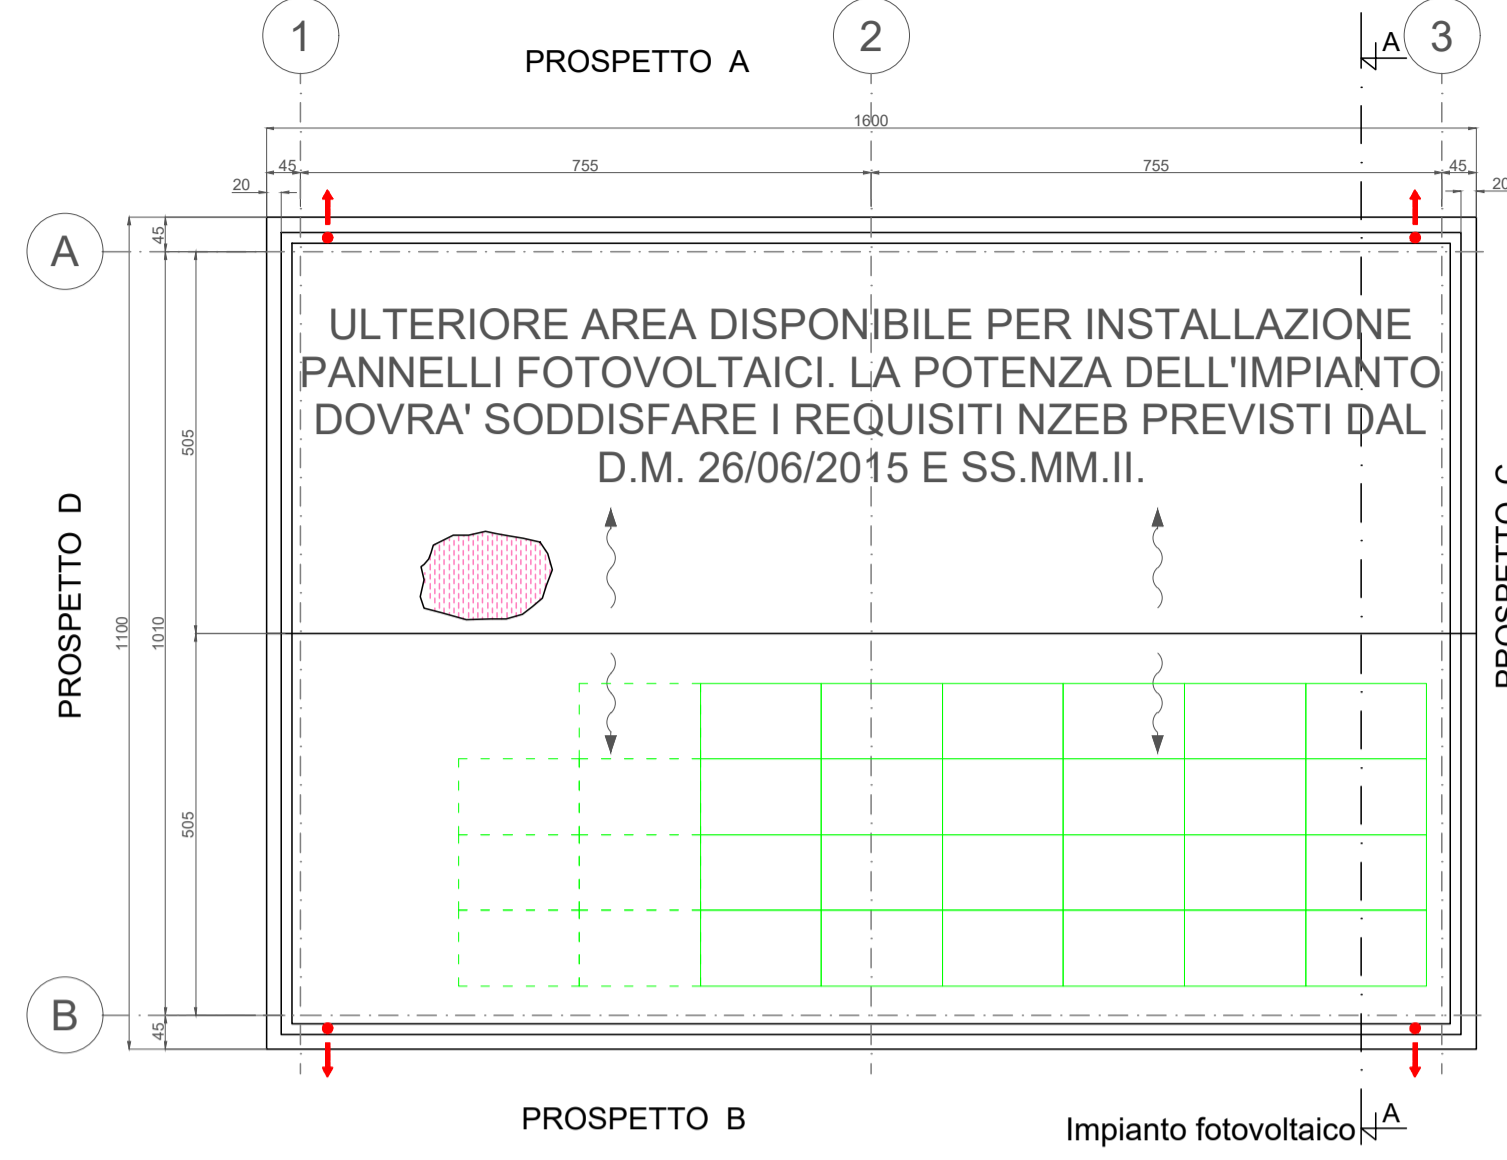 1
2
3
PROSPETTO A
A
1600
45
755
755
45
20
20
A
45
ULTERIORE AREA DISPONIBILE PER INSTALLAZIONE
PANNELLI FOTOVOLTAICI. LA POTENZA DELL'IMPIANTO
DOVRA' SODDISFARE I REQUISITI NZEB PREVISTI DAL
D.M. 26/06/2015 E SS.MM.II.
505
PROSPETTO D
1100
1010
PROSPETTO C
505
B
45
PROSPETTO B
Impianto fotovoltaico
A